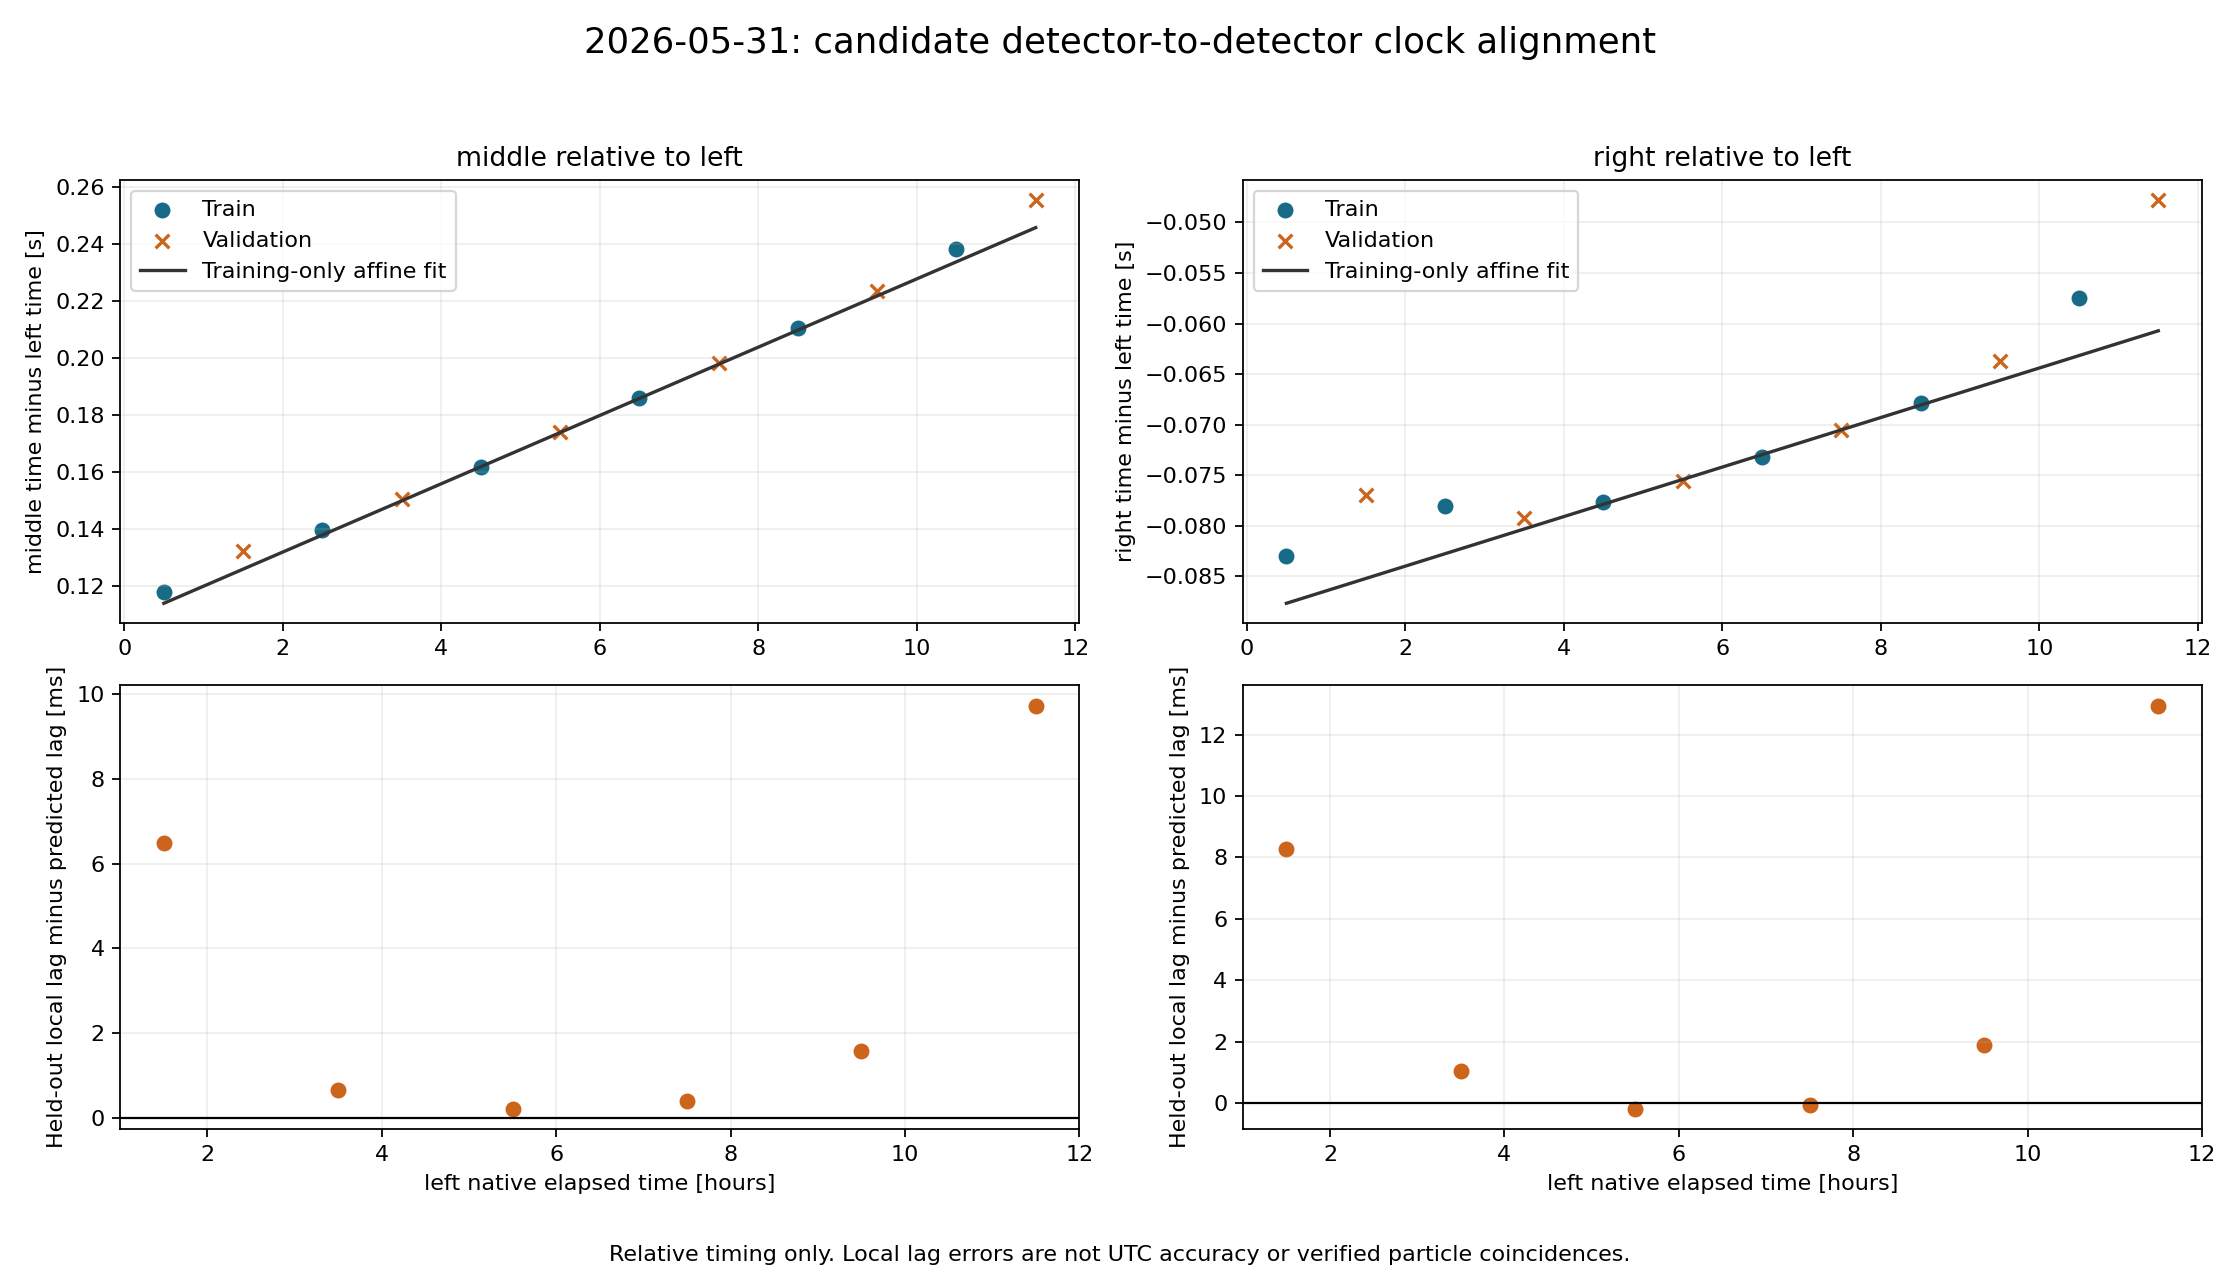 2026-05-31: candidate detector-to-detector clock alignment
middle relative to left
middle time minus left time [s]
0.26
0.24
0.22
0.20
0.18
0.16
0.14
0.12
Train
Validation
Training-only affine fit
0 2 4 6 8 10 12
right relative to left
right time minus left time [s]
−0.050
−0.055
−0.060
−0.065
−0.070
−0.075
−0.080
−0.085
Train
Validation
Training-only affine fit
0 2 4 6 8 10 12
Held-out local lag minus predicted lag [ms]
10
8
6
4
2
0
2 4 6 8 10 12
left native elapsed time [hours]
Held-out local lag minus predicted lag [ms]
12
10
8
6
4
2
0
2 4 6 8 10 12
left native elapsed time [hours]
Relative timing only. Local lag errors are not UTC accuracy or verified particle coincidences.